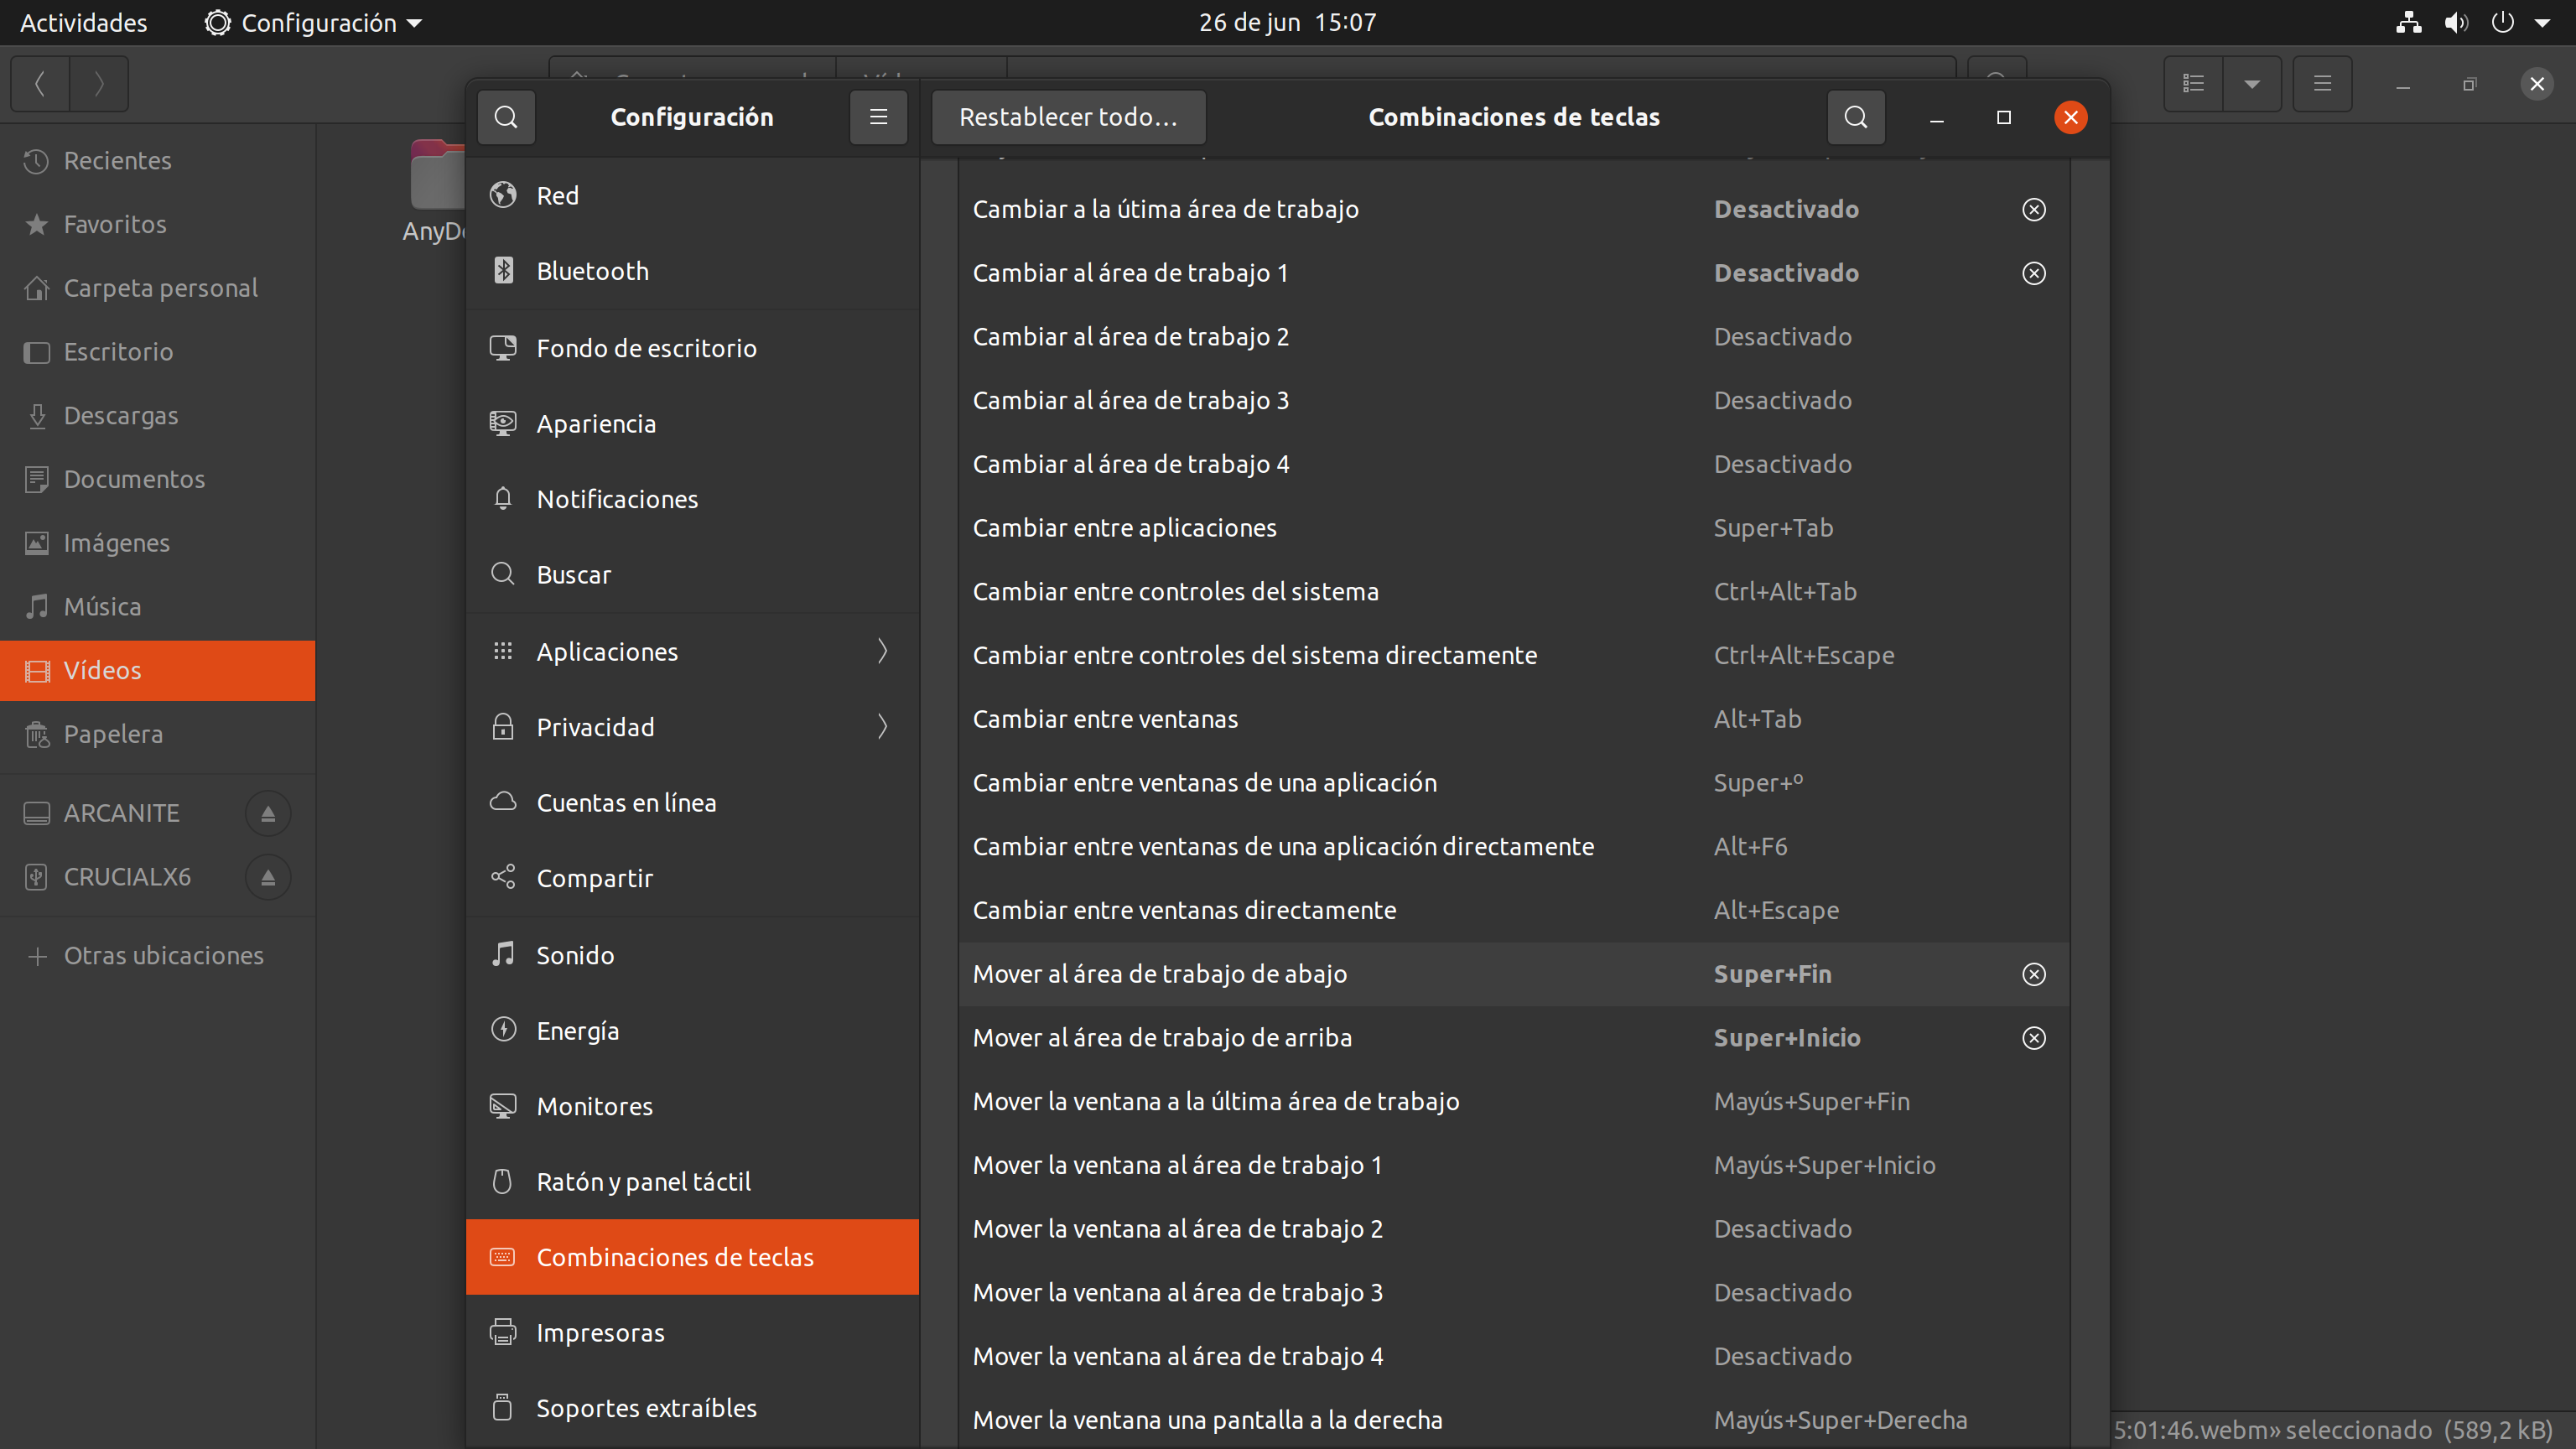 Actividades
Configuración
26 de jun 15:07
Configuración
Restablecer todo...
Combinaciones de teclas
Recientes
Favoritos
Carpeta personal
Escritorio
Descargas
Documentos
Imágenes
Música
Vídeos
Papelera
ARCANITE
CRUCIALX6
Otras ubicaciones
Red
Bluetooth
Fondo de escritorio
Apariencia
Notificaciones
Buscar
Aplicaciones
Privacidad
Cuentas en línea
Compartir
Sonido
Energía
Monitores
Ratón y panel táctil
Combinaciones de teclas
Impresoras
Soportes extraíbles
Cambiar a la útima área de trabajo Desactivado
Cambiar al área de trabajo 1 Desactivado
Cambiar al área de trabajo 2 Desactivado
Cambiar al área de trabajo 3 Desactivado
Cambiar al área de trabajo 4 Desactivado
Cambiar entre aplicaciones Super+Tab
Cambiar entre controles del sistema Ctrl+Alt+Tab
Cambiar entre controles del sistema directamente Ctrl+Alt+Escape
Cambiar entre ventanas Alt+Tab
Cambiar entre ventanas de una aplicación Super+º
Cambiar entre ventanas de una aplicación directamente Alt+F6
Cambiar entre ventanas directamente Alt+Escape
Mover al área de trabajo de abajo Super+Fin
Mover al área de trabajo de arriba Super+Inicio
Mover la ventana a la última área de trabajo Mayús+Super+Fin
Mover la ventana al área de trabajo 1 Mayús+Super+Inicio
Mover la ventana al área de trabajo 2 Desactivado
Mover la ventana al área de trabajo 3 Desactivado
Mover la ventana al área de trabajo 4 Desactivado
Mover la ventana una pantalla a la derecha Mayús+Super+Derecha
5:01:46.webm» seleccionado (589,2 kB)